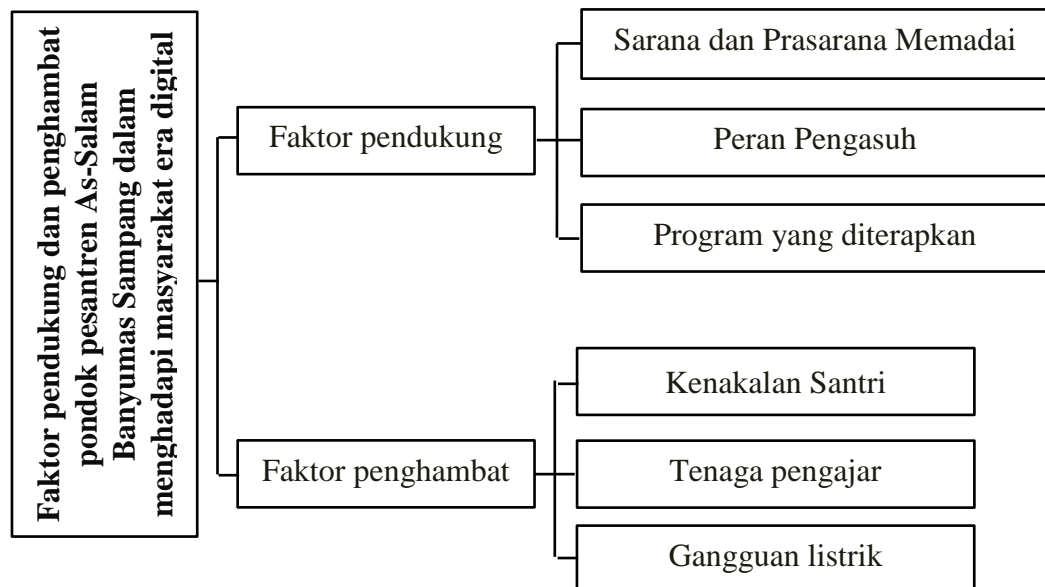 Faktor pendukung dan penghambat
pondok pesantren As-Salam
Banyumas Sampang dalam
menghadapi masyarakat era digital
Faktor pendukung
Sarana dan Prasarana Memadai
Peran Pengasuh
Program yang diterapkan
Faktor penghambat
Kenakalan Santri
Tenaga pengajar
Gangguan listrik